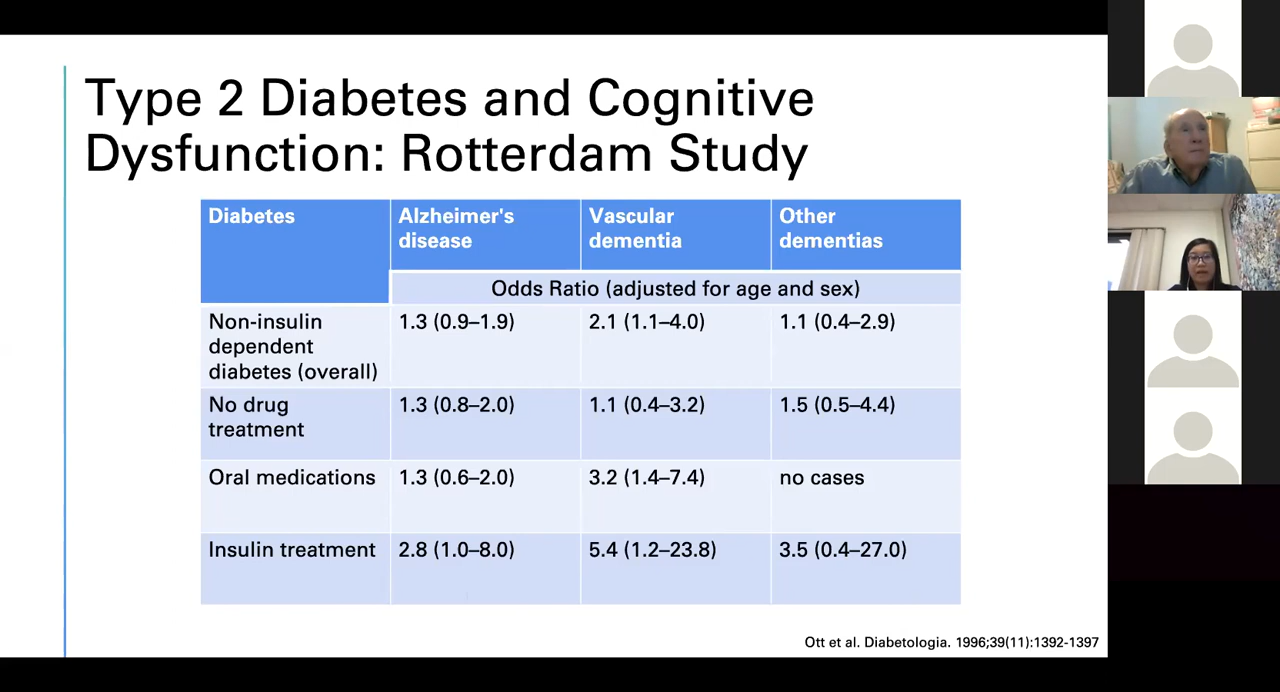 Type 2 Diabetes and Cognitive
Dysfunction: Rotterdam Study
Diabetes
Alzheimer's
disease
Vascular
dementia
Other
dementias
Odds Ratio (adjusted for age and sex)
Non-insulin
dependent
diabetes (overall)
1.3 (0.9–1.9)
2.1 (1.1–4.0)
1.1 (0.4–2.9)
No drug
treatment
1.3 (0.8–2.0)
1.1 (0.4–3.2)
1.5 (0.5–4.4)
Oral medications
1.3 (0.6–2.0)
3.2 (1.4–7.4)
no cases
Insulin treatment
2.8 (1.0–8.0)
5.4 (1.2–23.8)
3.5 (0.4–27.0)
Ott et al. Diabetologia. 1996;39(11):1392-1397